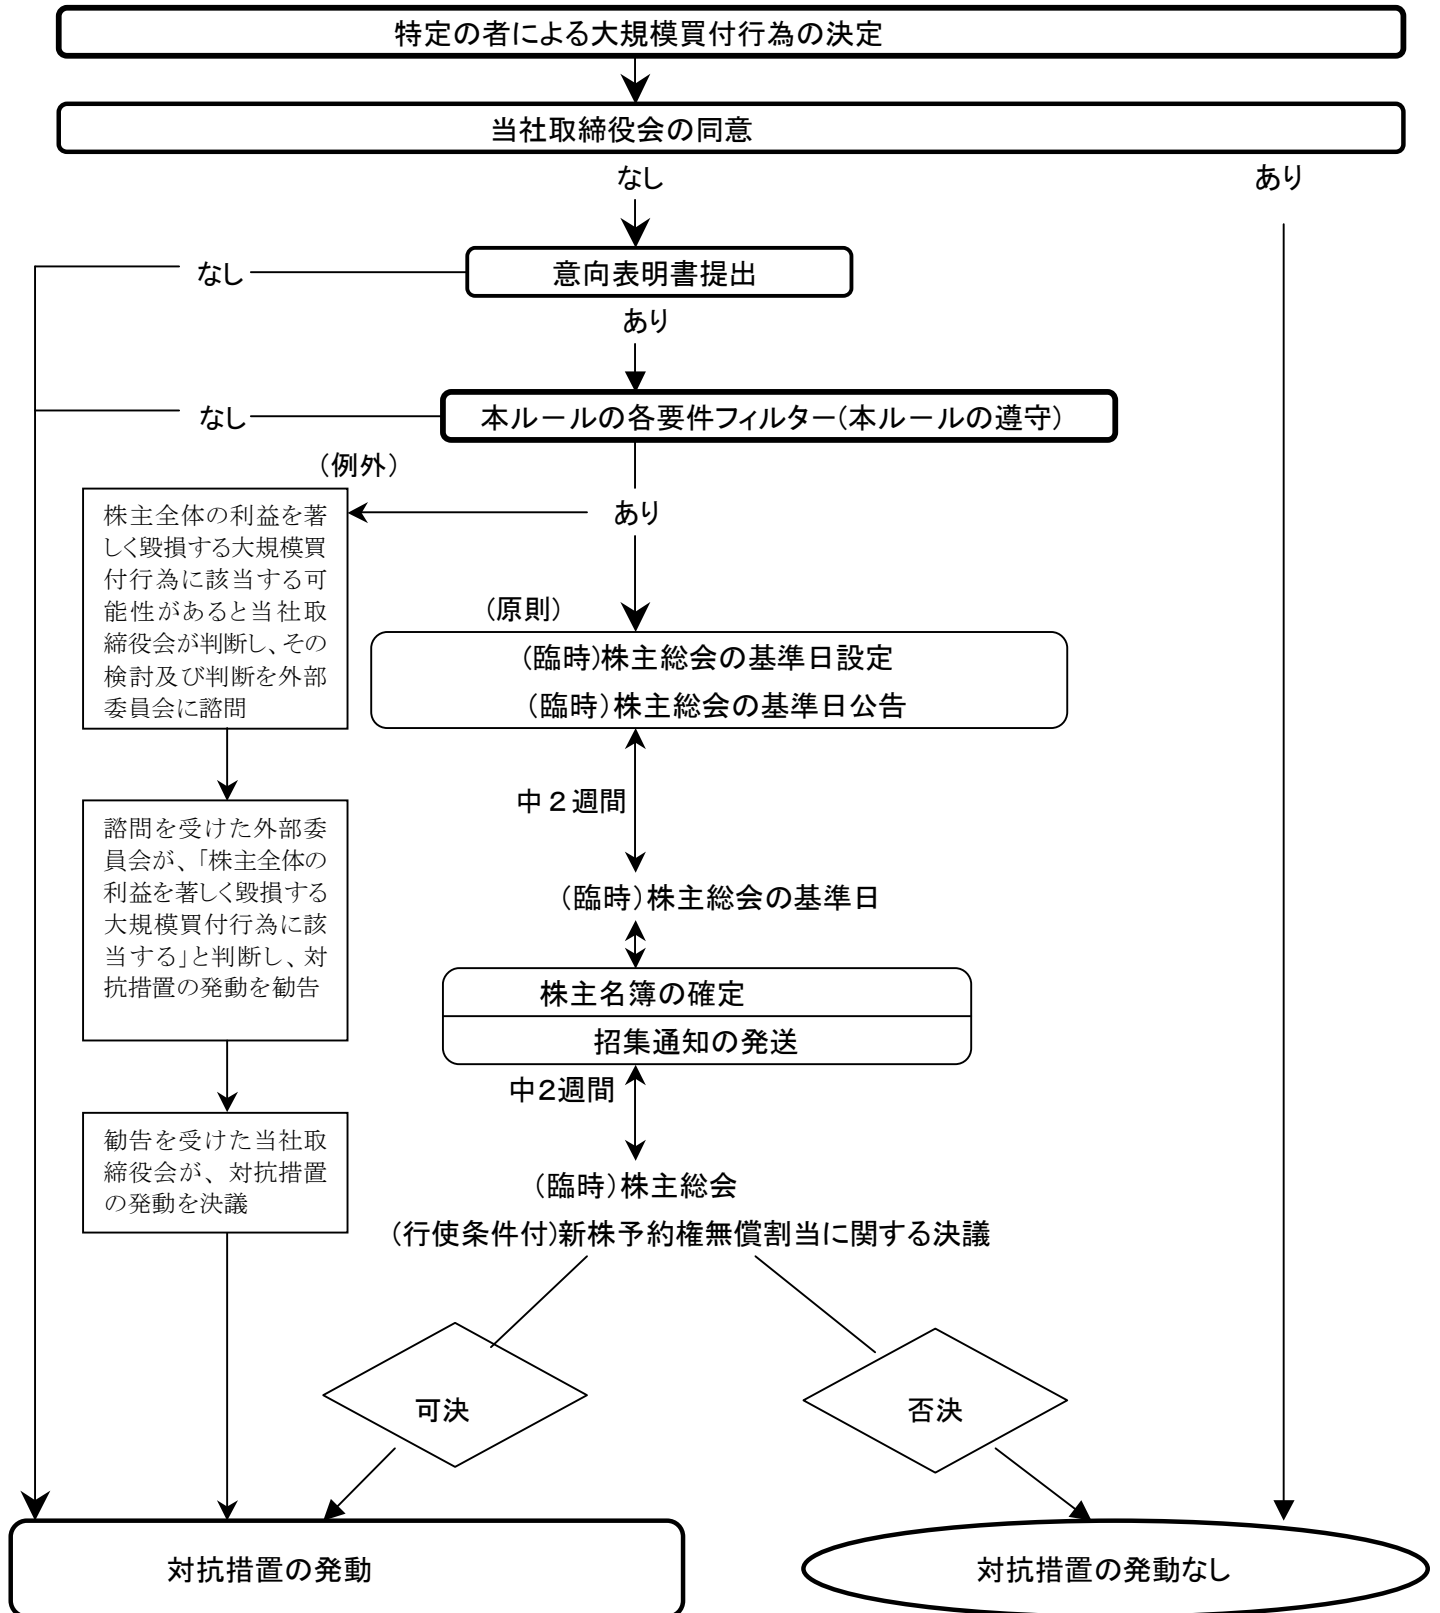 特定の者による大規模買付行為の決定
当社取締役会の同意
なし
あり
意向表明書提出
なし
あり
本ルールの各要件フィルター(本ルールの遵守)
なし
(例外)
あり
株主全体の利益を著
しく毀損する大規模買
付行為に該当する可
能性があると当社取
締役会が判断し、その
検討及び判断を外部
委員会に諮問
(原則)
(臨時)株主総会の基準日設定
(臨時)株主総会の基準日公告
中2週間
諮問を受けた外部委
員会が、「株主全体の
利益を著しく毀損する
大規模買付行為に該
当する」と判断し、対
抗措置の発動を勧告
(臨時)株主総会の基準日
株主名簿の確定
招集通知の発送
中2週間
勧告を受けた当社取
締役会が、対抗措置
の発動を決議
(臨時)株主総会
(行使条件付)新株予約権無償割当に関する決議
可決
否決
対抗措置の発動
対抗措置の発動なし